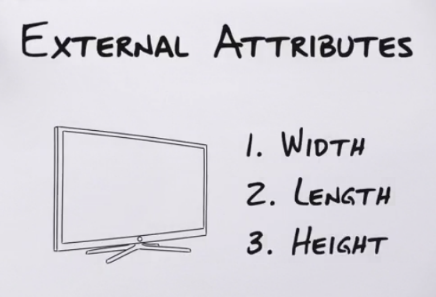 EXTERNAL ATTRIBUTES
1. WIDTH
2. LENGTH
3. HEIGHT